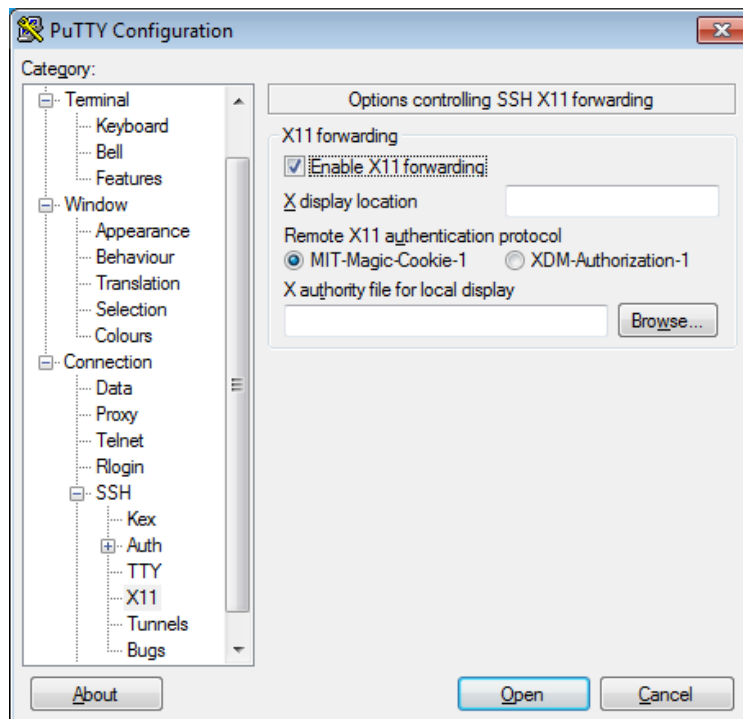 PuTTY Configuration
Category:
Terminal
Keyboard
Bell
Features
Window
Appearance
Behaviour
Translation
Selection
Colours
Connection
Data
Proxy
Telnet
Rlogin
SSH
Kex
Auth
TTY
X11
Tunnels
Bugs
Options controlling SSH X11 forwarding
X11 forwarding
Enable X11 forwarding
X display location
Remote X11 authentication protocol
MIT-Magic-Cookie-1 XDM-Authorization-1
X authority file for local display
Browse...
About Open Cancel